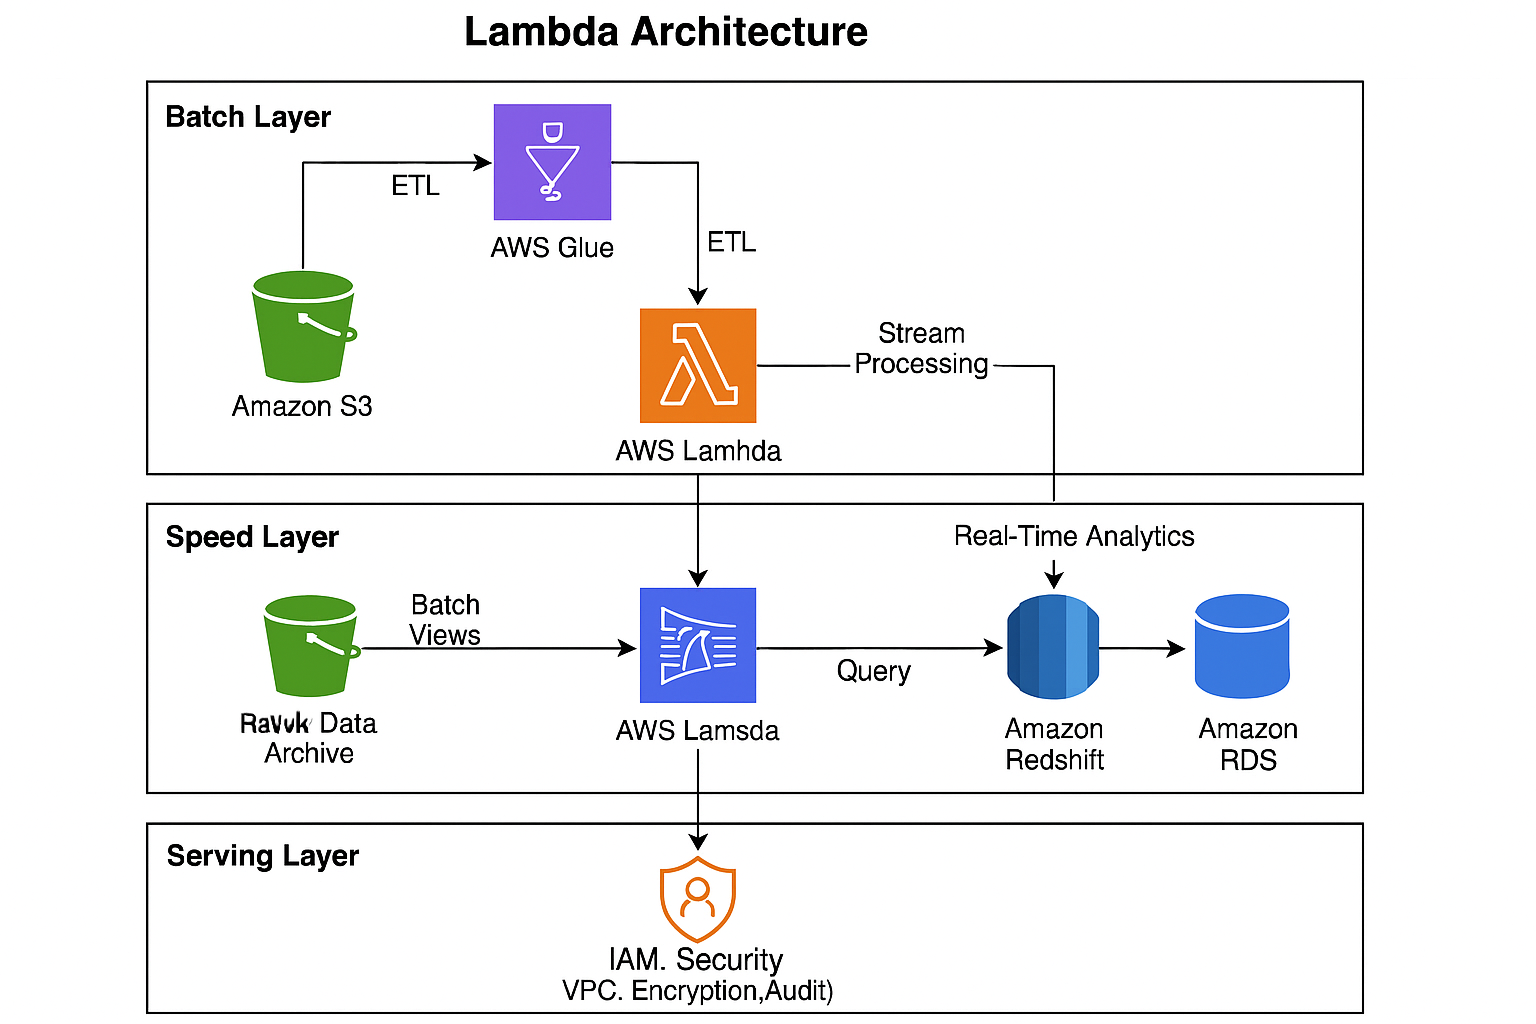 Lambda Architecture
Batch Layer
ETL
AWS Glue
ETL
Amazon S3
Stream
Processing
AWS Lamhda
Speed Layer
Real-Time Analytics
Batch
Views
Query
Data
Archive
AWS Lamsda
Amazon
Redshift
Amazon
RDS
Serving Layer
IAM. Security
VPC. Encryption,Audit)